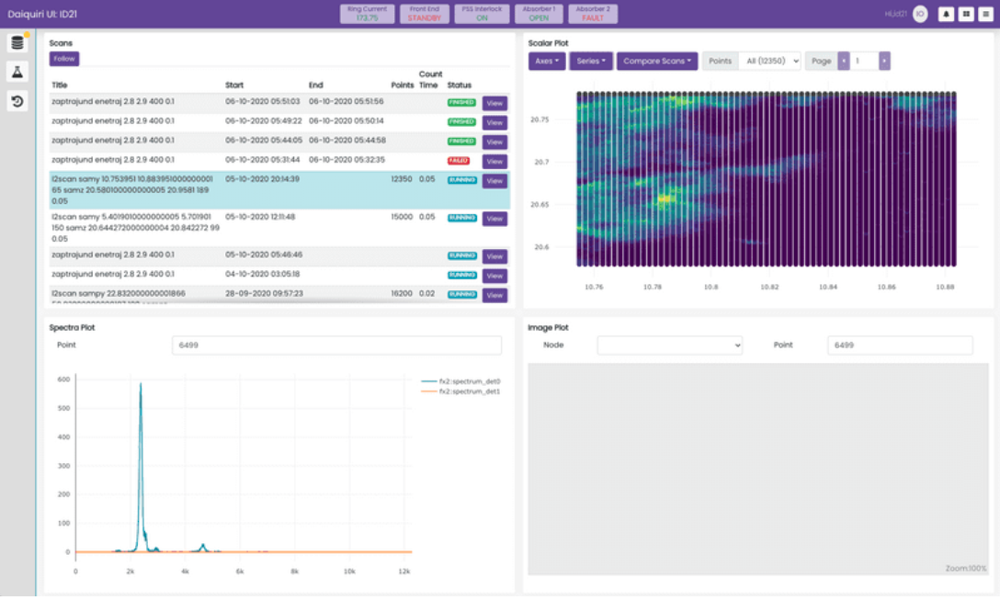 Daiquiri UI: ID21
Ring Current
173.75
Front End
STANDBY
PSS Interlock
ON
Absorber 1
OPEN
Absorber 2
FAULT
IO
Scans
Follow
Title Start End Points Count Time Status
zaptrajund enetraj 2.8 2.9 400 0.1 06-10-2020 05:51:03 06-10-2020 05:51:56 FINISHED View
zaptrajund enetraj 2.8 2.9 400 0.1 06-10-2020 05:49:22 06-10-2020 05:50:14 FINISHED View
zaptrajund enetraj 2.8 2.9 400 0.1 06-10-2020 05:44:05 06-10-2020 05:44:58 FINISHED View
zaptrajund enetraj 2.8 2.9 400 0.1 06-10-2020 05:31:44 06-10-2020 05:32:35 FAILED View
l2scan samy 10.753951 10.8839510000000001 05-10-2020 20:14:39 12350 0.05 RUNNING View
65 samz 20.580100000000005 20.9581 189
0.05
l2scan samy 5.4019010000000005 5.701901 05-10-2020 12:11:48 15000 0.05 RUNNING View
150 samz 20.644272000000004 20.842272 99
0.05
zaptrajund enetraj 2.8 2.9 400 0.1 05-10-2020 05:46:46 RUNNING View
zaptrajund enetraj 2.8 2.9 400 0.1 04-10-2020 03:05:18 RUNNING View
l2scan sampy 22.832000000001866 28-09-2020 09:57:23 16200 0.02 RUNNING View
Scalar Plot
Axes Series Compare Scans Points All (12350) Page 1
20.75
20.7
20.65
20.6
10.76 10.78 10.8 10.82 10.84 10.86 10.88
Spectra Plot
Point 6499
600
500
400
300
200
100
0
0 2k 4k 6k 8k 10k 12k
fx2:spectrum_det0
fx2:spectrum_det1
Image Plot
Node Point 6499
Zoom:100%